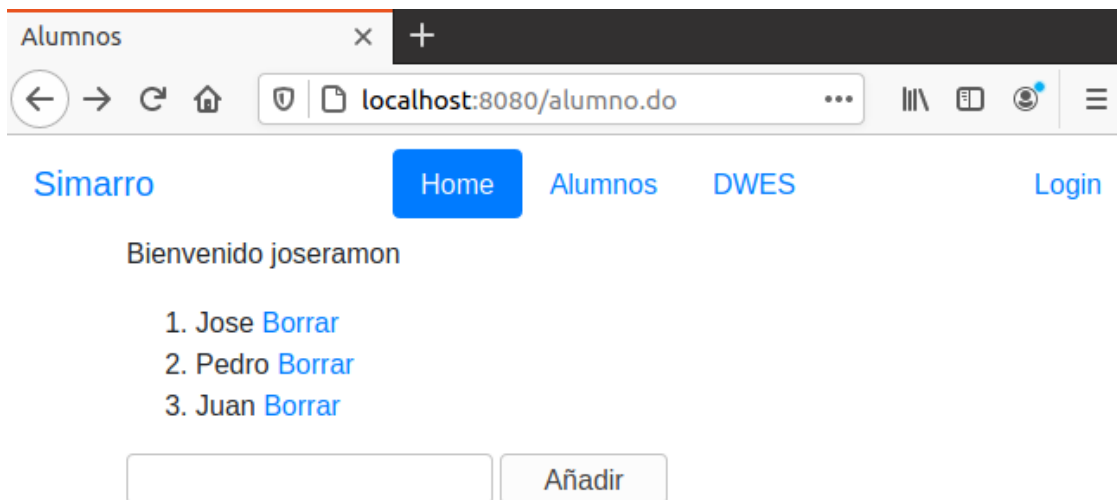 Alumnos
localhost:8080/alumno.do
Simarro Home Alumnos DWES Login
Bienvenido joseramon
1. Jose Borrar
2. Pedro Borrar
3. Juan Borrar
Añadir